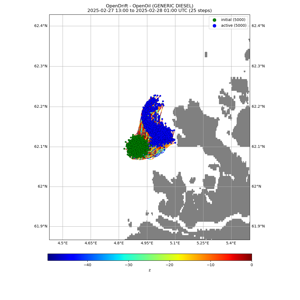 OpenDrift - OpenOil (GENERIC DIESEL)
2025-02-27 13:00 to 2025-02-28 01:00 UTC (25 steps)
initial (5000)
active (5000)
62.4°N 62.4°N
62.3°N 62.3°N
62.2°N 62.2°N
62.1°N 62.1°N
62°N 62°N
61.9°N 61.9°N
4.5°E 4.65°E 4.8°E 4.95°E 5.1°E 5.25°E 5.4°E
−40 −30 −20 −10 0
z